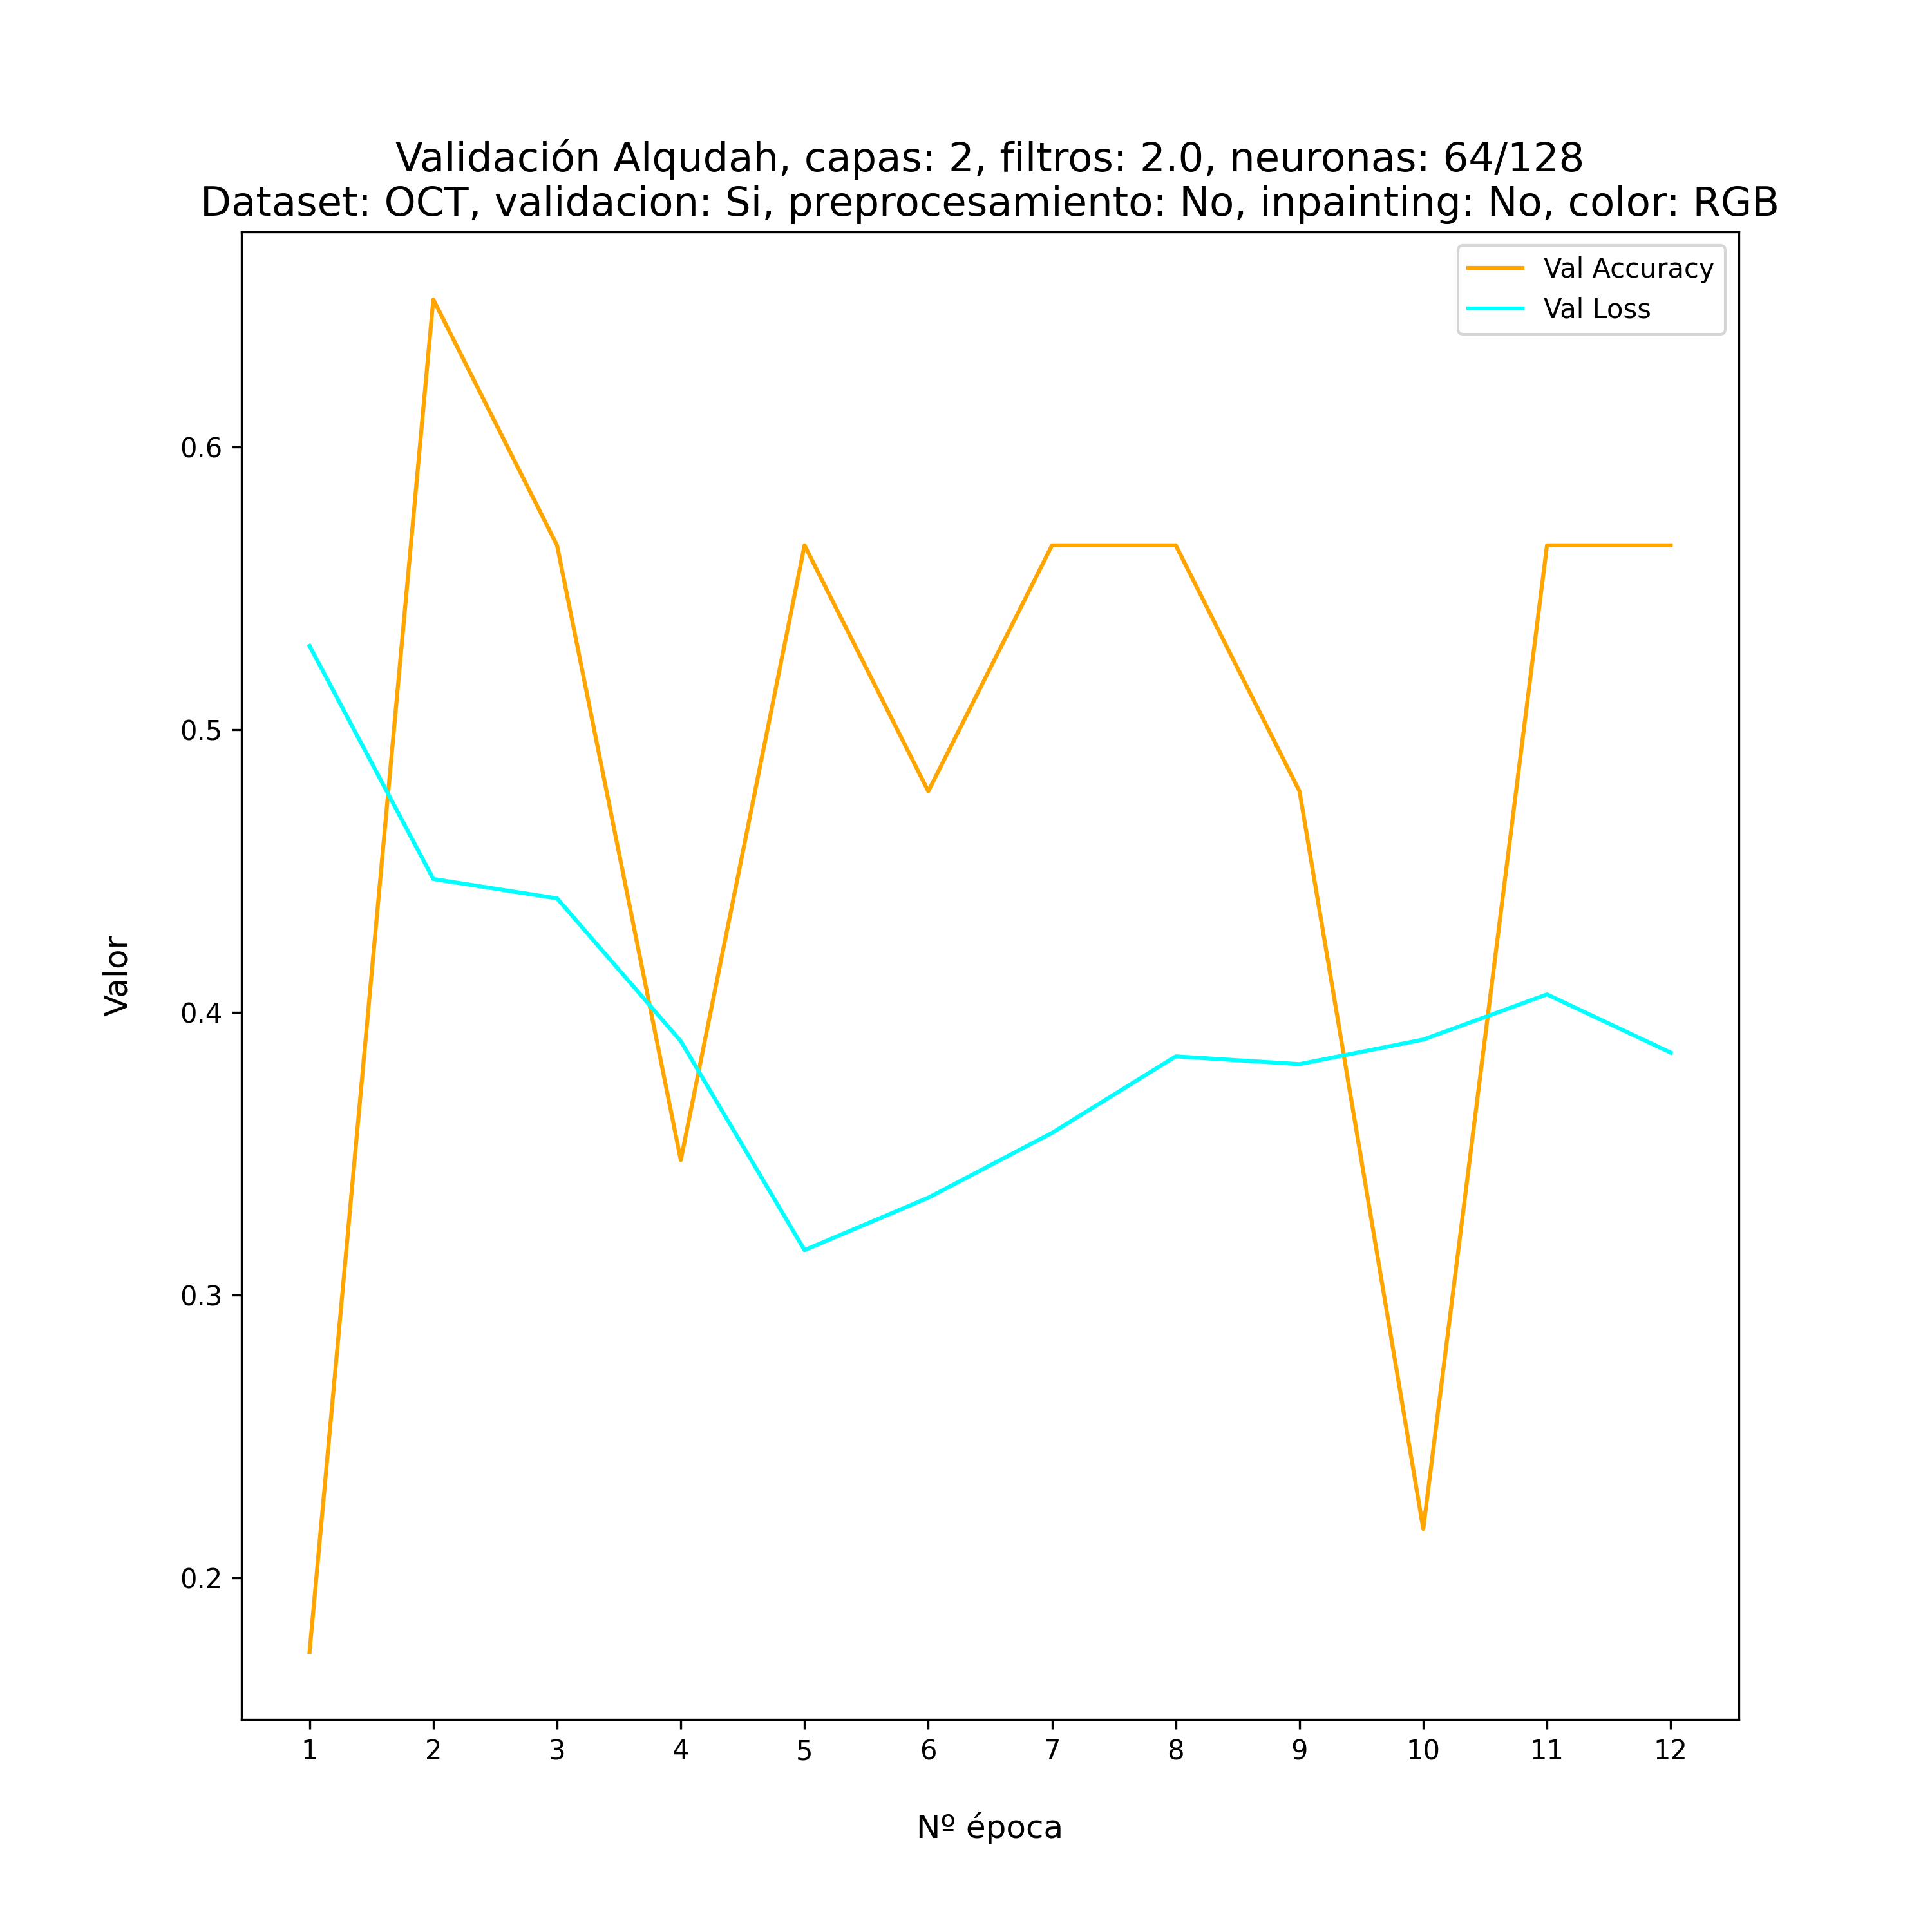 Validación Alqudah, capas: 2, filtros: 2.0, neuronas: 64/128
Dataset: OCT, validacion: Si, preprocesamiento: No, inpainting: No, color: RGB
Val Accuracy
Val Loss
0.6
0.5
0.4
0.3
0.2
Valor
1 2 3 4 5 6 7 8 9 10 11 12
Nº época